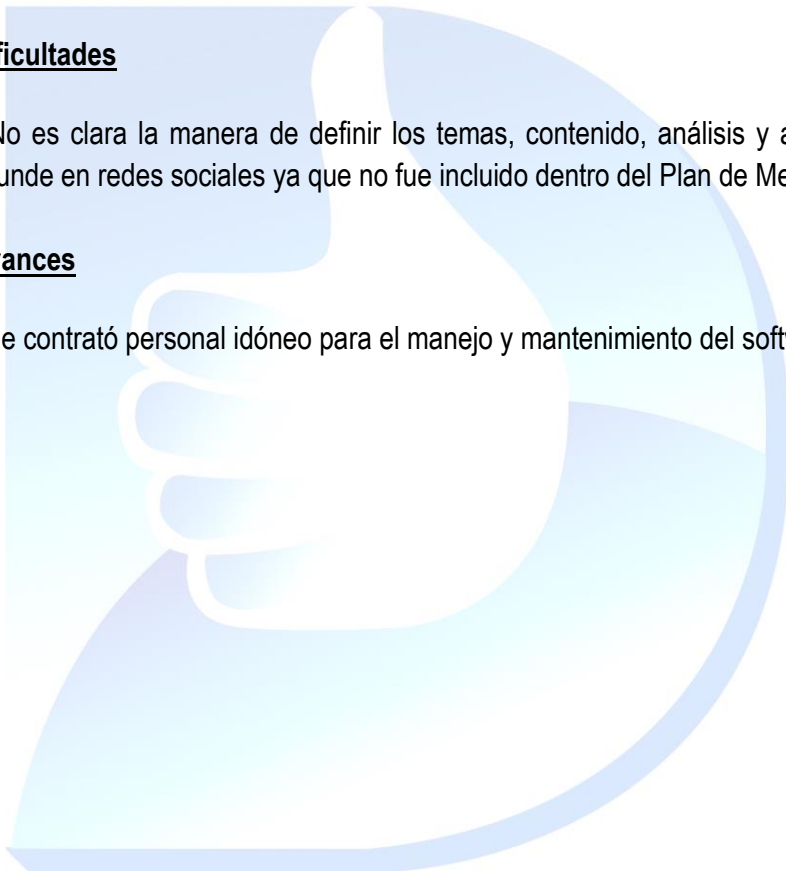 ficultades
No es clara la manera de definir los temas, contenido, análisis y a
unde en redes sociales ya que no fue incluido dentro del Plan de Me
ances
e contrató personal idóneo para el manejo y mantenimiento del soft